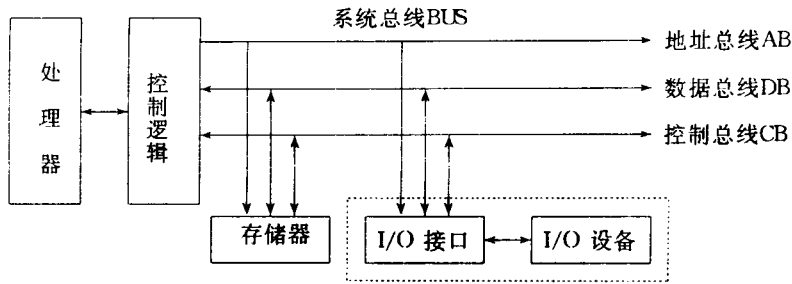 系统总线BUS
地址总线AB
数据总线DB
控制总线CB
处理器
控制逻辑
存储器
I/O 接口
I/O 设备